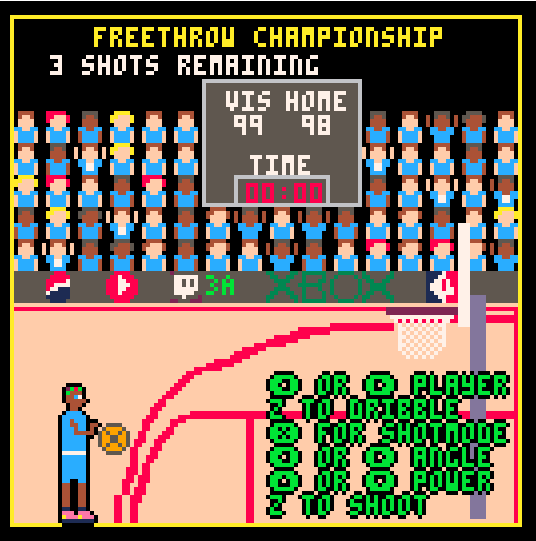 FREETHROW CHAMPIONSHIP
3 SHOTS REMAINING
VIS HOME
99 98
TIME
00:00
3A XBOX
⬅ OR ➡ PLAYER
Z TO DRIBBLE
❎ FOR SHOTMODE
⬆ OR ⬇ ANGLE
⬅ OR ➡ POWER
Z TO SHOOT